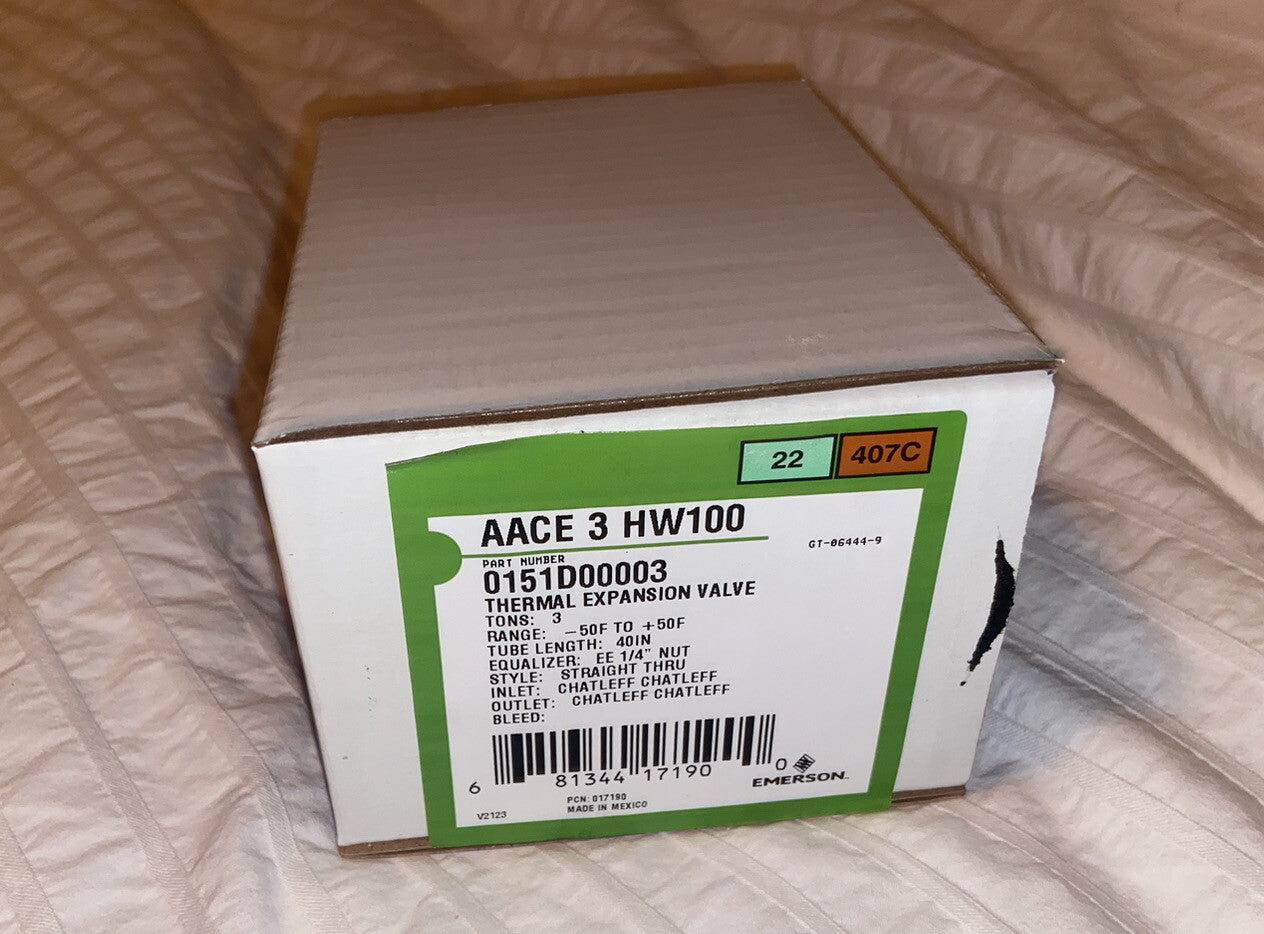 22 407C
AACE 3 HW100
GT-06444-9
PART NUMBER
0151D00003
THERMAL EXPANSION VALVE
TONS: 3
RANGE: -50F TO +50F
TUBE LENGTH: 40IN
EQUALIZER: EE 1/4" NUT
STYLE: STRAIGHT THRU
INLET: CHATLEFF CHATLEFF
OUTLET: CHATLEFF CHATLEFF
BLEED:
6 81344 17190 0
EMERSON™
PCN: 017190
MADE IN MEXICO
V2123